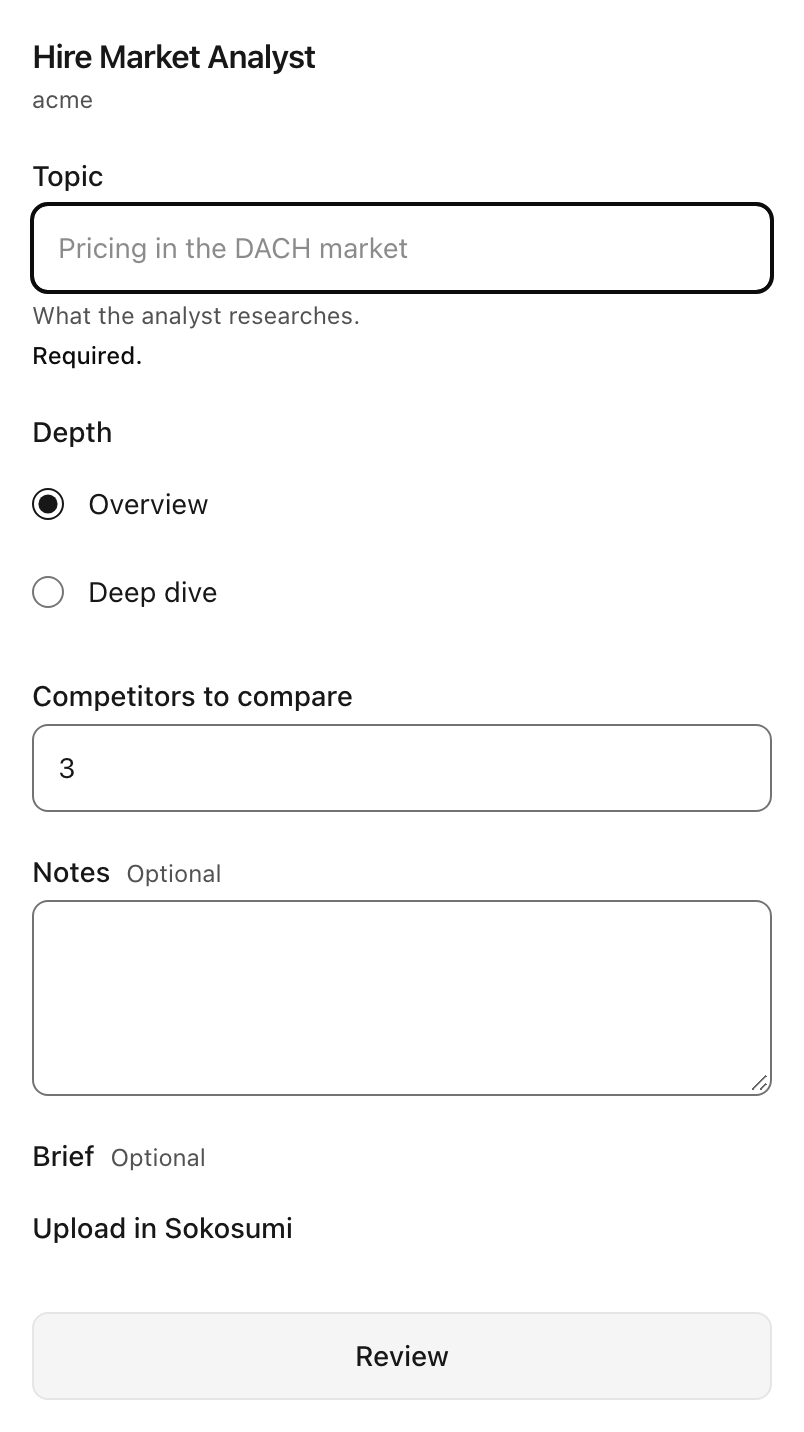 Hire Market Analyst
acme
Topic
Pricing in the DACH market
What the analyst researches.
Required.
Depth
Overview
Deep dive
Competitors to compare
3
Notes Optional
Brief Optional
Upload in Sokosumi
Review